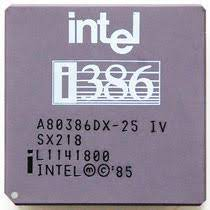 intel
i386
A80386DX-25 IV
SX218
L1141800
INTEL Ⓜ © '85